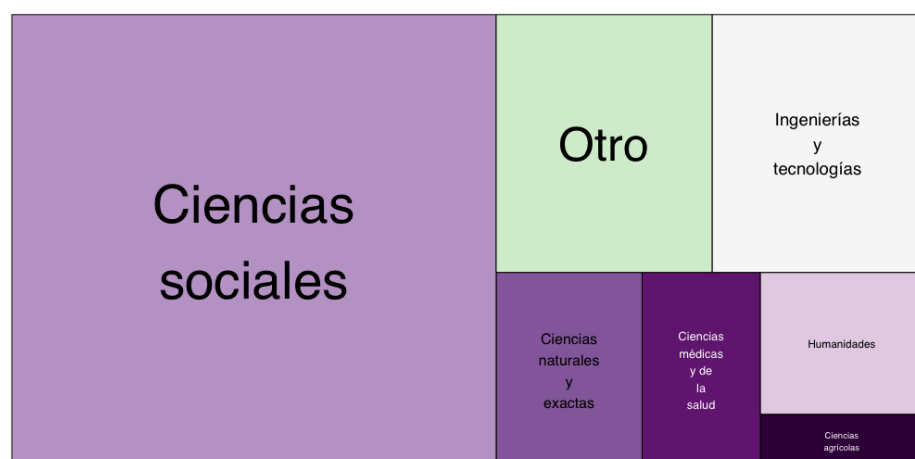 Ciencias
sociales
Otro
Ingenierías
y
tecnologías
Ciencias
naturales
y
exactas
Ciencias
médicas
y de
la
salud
Humanidades
Ciencias
agrícolas